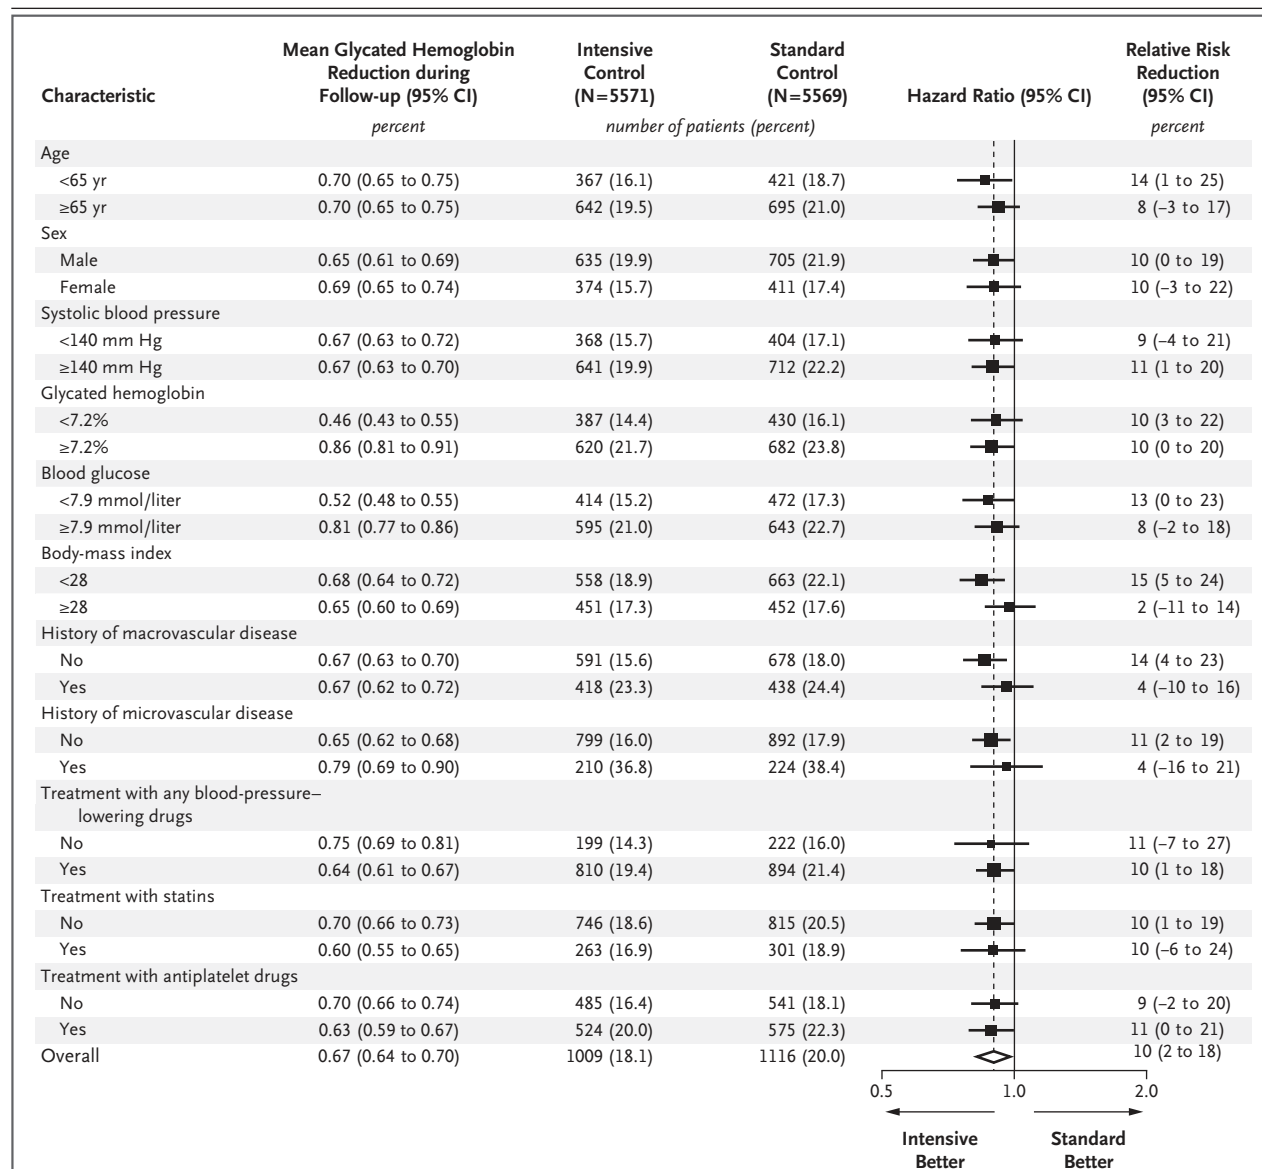 Characteristic Mean Glycated Hemoglobin Reduction during Follow-up (95% CI) Intensive Control (N=5571) Standard Control (N=5569) Hazard Ratio (95% CI) Relative Risk Reduction (95% CI)
percent number of patients (percent) percent
Age
<65 yr 0.70 (0.65 to 0.75) 367 (16.1) 421 (18.7) 14 (1 to 25)
≥65 yr 0.70 (0.65 to 0.75) 642 (19.5) 695 (21.0) 8 (–3 to 17)
Sex
Male 0.65 (0.61 to 0.69) 635 (19.9) 705 (21.9) 10 (0 to 19)
Female 0.69 (0.65 to 0.74) 374 (15.7) 411 (17.4) 10 (–3 to 22)
Systolic blood pressure
<140 mm Hg 0.67 (0.63 to 0.72) 368 (15.7) 404 (17.1) 9 (–4 to 21)
≥140 mm Hg 0.67 (0.63 to 0.70) 641 (19.9) 712 (22.2) 11 (1 to 20)
Glycated hemoglobin
<7.2% 0.46 (0.43 to 0.55) 387 (14.4) 430 (16.1) 10 (3 to 22)
≥7.2% 0.86 (0.81 to 0.91) 620 (21.7) 682 (23.8) 10 (0 to 20)
Blood glucose
<7.9 mmol/liter 0.52 (0.48 to 0.55) 414 (15.2) 472 (17.3) 13 (0 to 23)
≥7.9 mmol/liter 0.81 (0.77 to 0.86) 595 (21.0) 643 (22.7) 8 (–2 to 18)
Body-mass index
<28 0.68 (0.64 to 0.72) 558 (18.9) 663 (22.1) 15 (5 to 24)
≥28 0.65 (0.60 to 0.69) 451 (17.3) 452 (17.6) 2 (–11 to 14)
History of macrovascular disease
No 0.67 (0.63 to 0.70) 591 (15.6) 678 (18.0) 14 (4 to 23)
Yes 0.67 (0.62 to 0.72) 418 (23.3) 438 (24.4) 4 (–10 to 16)
History of microvascular disease
No 0.65 (0.62 to 0.68) 799 (16.0) 892 (17.9) 11 (2 to 19)
Yes 0.79 (0.69 to 0.90) 210 (36.8) 224 (38.4) 4 (–16 to 21)
Treatment with any blood-pressure–
lowering drugs
No 0.75 (0.69 to 0.81) 199 (14.3) 222 (16.0) 11 (–7 to 27)
Yes 0.64 (0.61 to 0.67) 810 (19.4) 894 (21.4) 10 (1 to 18)
Treatment with statins
No 0.70 (0.66 to 0.73) 746 (18.6) 815 (20.5) 10 (1 to 19)
Yes 0.60 (0.55 to 0.65) 263 (16.9) 301 (18.9) 10 (–6 to 24)
Treatment with antiplatelet drugs
No 0.70 (0.66 to 0.74) 485 (16.4) 541 (18.1) 9 (–2 to 20)
Yes 0.63 (0.59 to 0.67) 524 (20.0) 575 (22.3) 11 (0 to 21)
Overall 0.67 (0.64 to 0.70) 1009 (18.1) 1116 (20.0) 10 (2 to 18)
0.5 1.0 2.0
Intensive Standard
Better Better